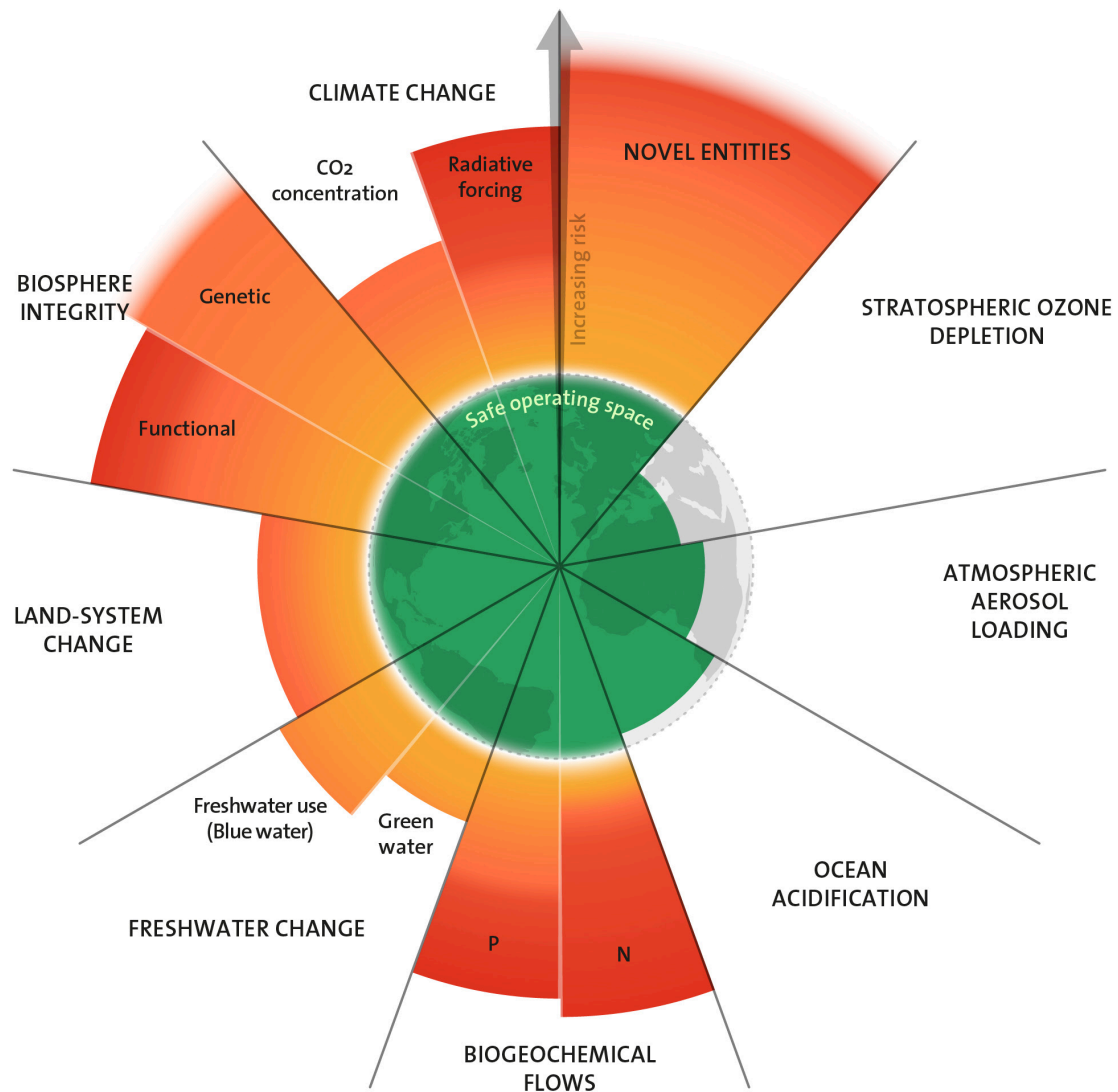 CLIMATE CHANGE
CO2
concentration
Radiative
forcing
NOVEL ENTITIES
Increasing risk
STRATOSPHERIC OZONE
DEPLETION
BIOSPHERE
INTEGRITY
Genetic
Functional
Safe operating space
LAND-SYSTEM
CHANGE
ATMOSPHERIC
AEROSOL
LOADING
Freshwater use
(Blue water)
Green
water
FRESHWATER CHANGE
OCEAN
ACIDIFICATION
P
N
BIOGEOCHEMICAL
FLOWS